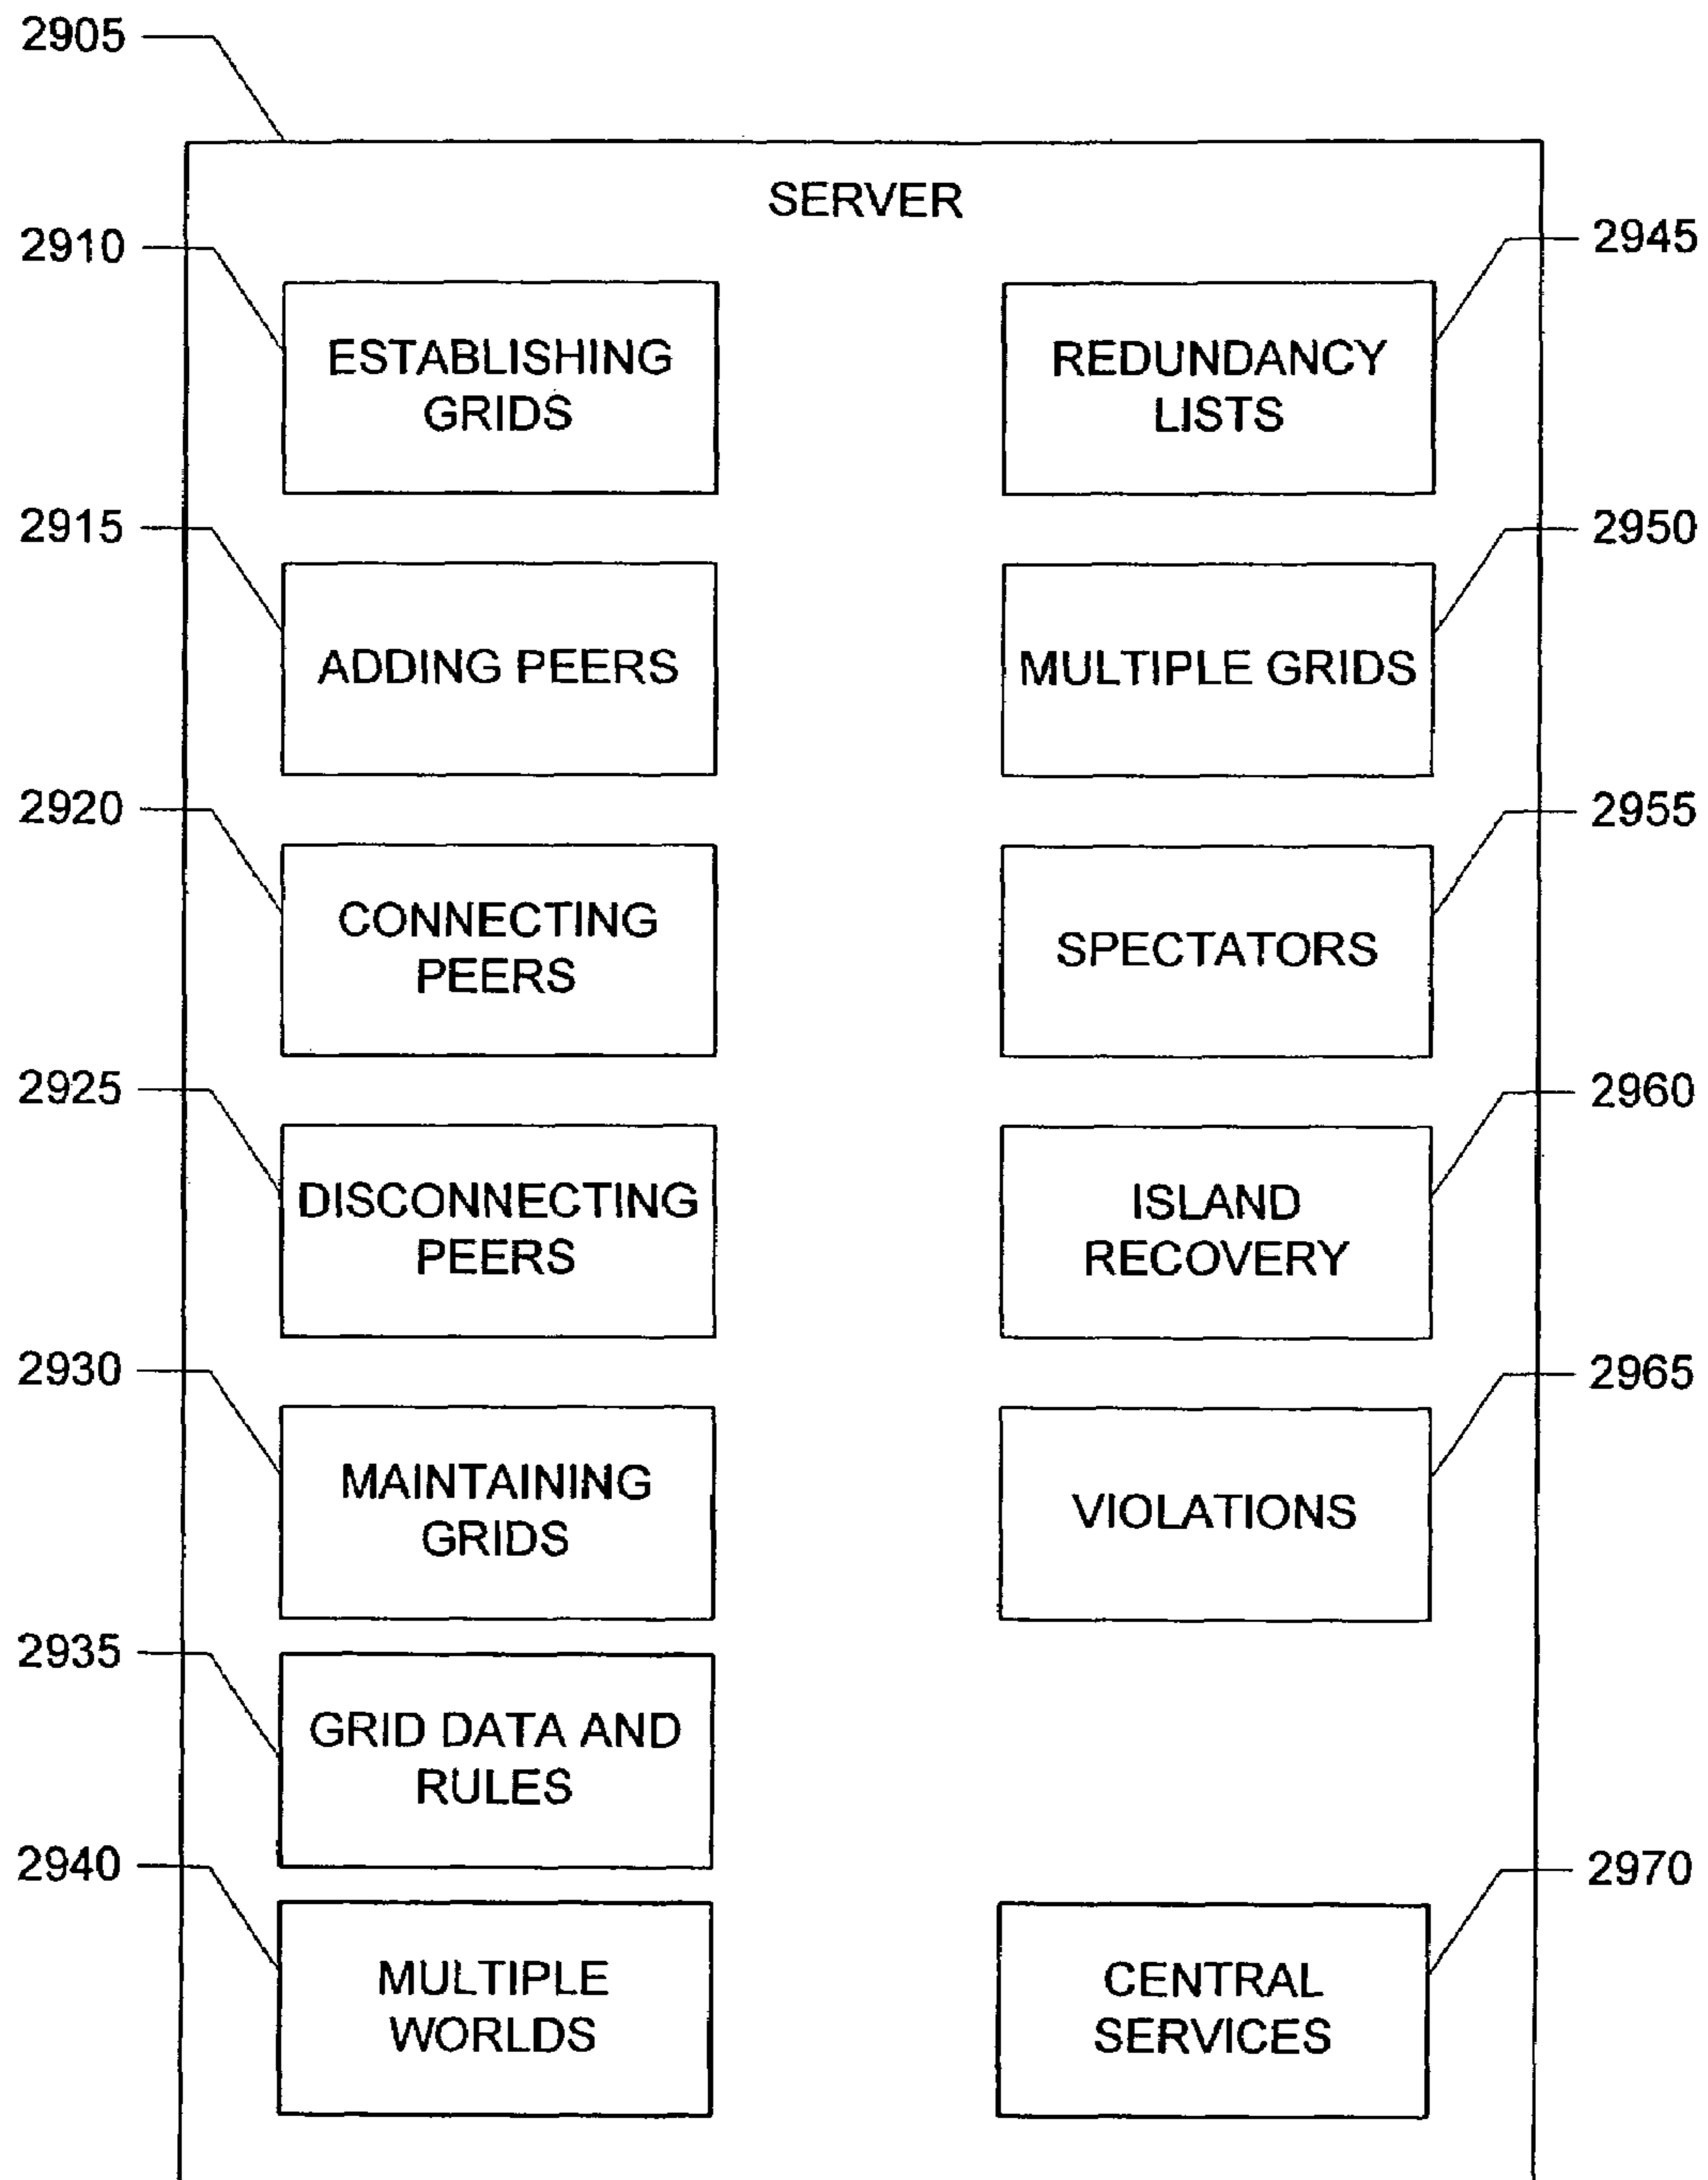 2905
SERVER
2910
ESTABLISHING
GRIDS
2915
ADDING PEERS
2920
CONNECTING
PEERS
2925
DISCONNECTING
PEERS
2930
MAINTAINING
GRIDS
2935
GRID DATA AND
RULES
2940
MULTIPLE
WORLDS
2945
REDUNDANCY
LISTS
2950
MULTIPLE GRIDS
2955
SPECTATORS
2960
ISLAND
RECOVERY
2965
VIOLATIONS
2970
CENTRAL
SERVICES